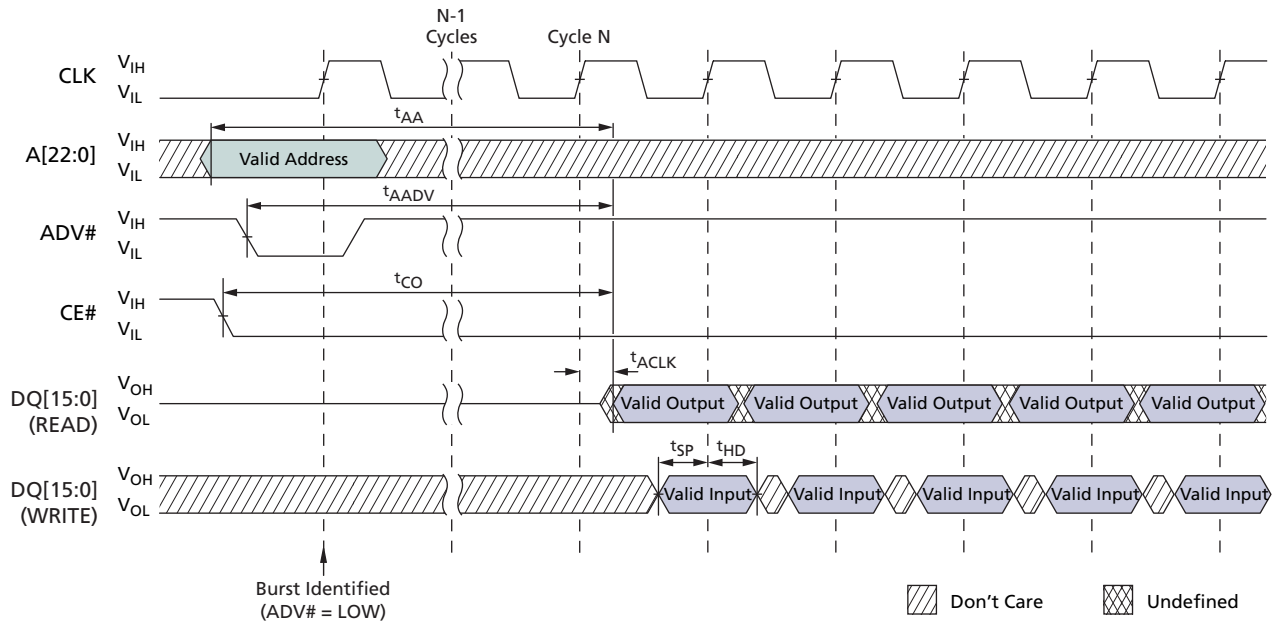 N-1
Cycles
Cycle N
CLK
VIH
VIL
tAA
A[22:0]
VIH
VIL
Valid Address
tAADV
ADV#
VIH
VIL
tCO
CE#
VIH
VIL
tACLK
DQ[15:0]
(READ)
VOH
VOL
Valid Output
Valid Output
Valid Output
Valid Output
Valid Output
tSP
tHD
DQ[15:0]
(WRITE)
VOH
VOL
Valid Input
Valid Input
Valid Input
Valid Input
Valid Input
Burst Identified
(ADV# = LOW)
Don't Care
Undefined